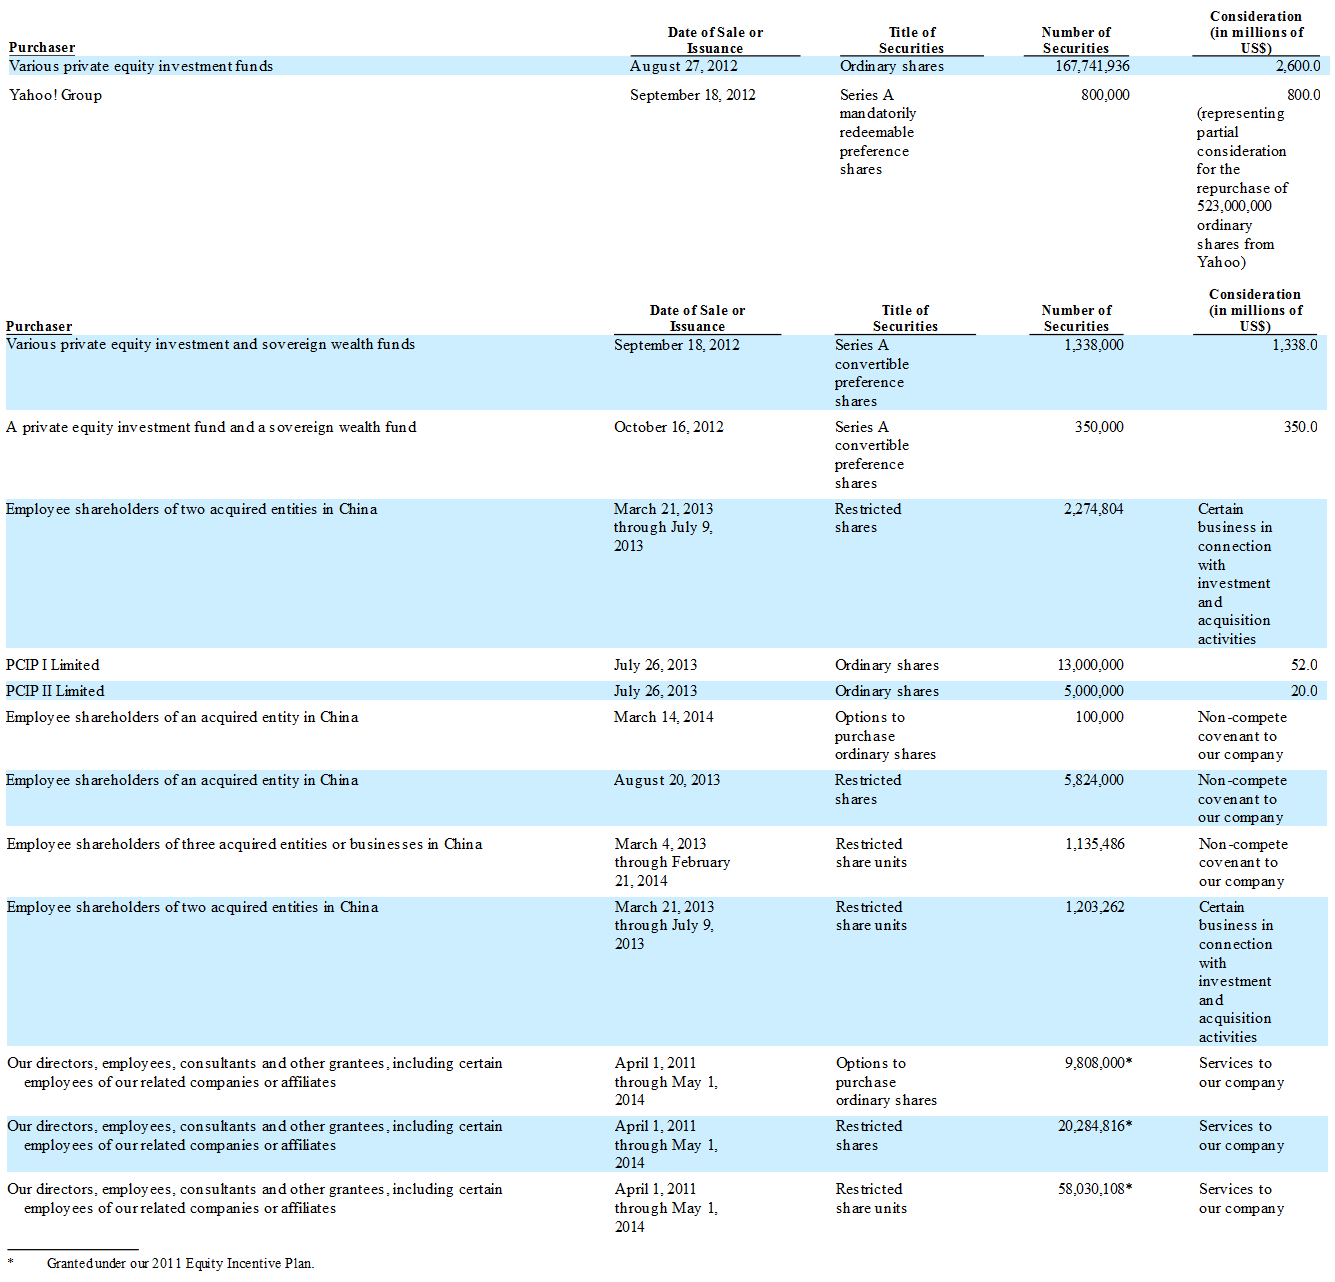 Consideration
Date of Sale or Title of Number of (in millions of
Purchaser Issuance Securities Securities US$)
Various private equity investment funds August 27, 2012 Ordinary shares 167,741,936 2,600.0
Yahoo! Group September 18, 2012 Series A 800,000 800.0
mandatorily (representing
redeemable partial
preference consideration
shares for the
repurchase of
523,000,000
ordinary
shares from
Yahoo)
Consideration
Date of Sale or Title of Number of (in millions of
Purchaser Issuance Securities Securities US$)
Various private equity investment and sovereign wealth funds September 18, 2012 Series A 1,338,000 1,338.0
convertible
preference
shares
A private equity investment fund and a sovereign wealth fund October 16, 2012 Series A 350,000 350.0
convertible
preference
shares
Employee shareholders of two acquired entities in China March 21, 2013 Restricted 2,274,804 Certain
through July 9, shares business in
2013 connection
with
investment
and
acquisition
activities
PCIP I Limited July 26, 2013 Ordinary shares 13,000,000 52.0
PCIP II Limited July 26, 2013 Ordinary shares 5,000,000 20.0
Employee shareholders of an acquired entity in China March 14, 2014 Options to 100,000 Non-compete
purchase covenant to
ordinary shares our company
Employee shareholders of an acquired entity in China August 20, 2013 Restricted 5,824,000 Non-compete
shares covenant to
our company
Employee shareholders of three acquired entities or businesses in China March 4, 2013 Restricted 1,135,486 Non-compete
through February share units covenant to
21, 2014 our company
Employee shareholders of two acquired entities in China March 21, 2013 Restricted 1,203,262 Certain
through July 9, share units business in
2013 connection
with
investment
and
acquisition
activities
Our directors, employees, consultants and other grantees, including certain April 1, 2011 Options to 9,808,000* Services to
employees of our related companies or affiliates through May 1, purchase our company
2014 ordinary shares
Our directors, employees, consultants and other grantees, including certain April 1, 2011 Restricted 20,284,816* Services to
employees of our related companies or affiliates through May 1, shares our company
2014
Our directors, employees, consultants and other grantees, including certain April 1, 2011 Restricted 58,030,108* Services to
employees of our related companies or affiliates through May 1, share units our company
2014
* Granted under our 2011 Equity Incentive Plan.